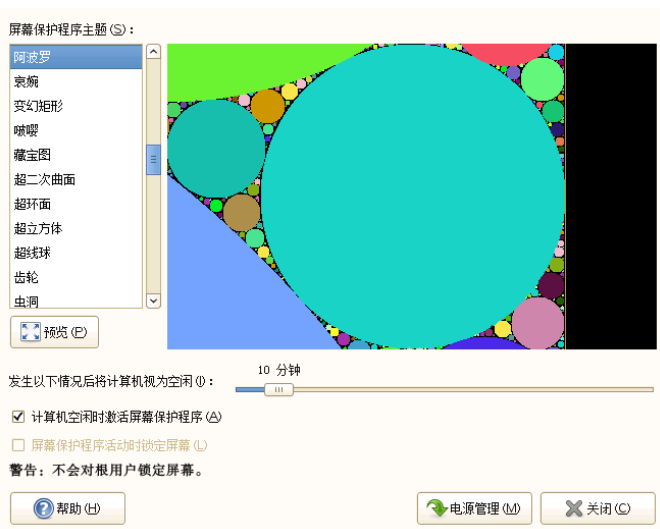 屏幕保护程序主题(S)：
阿波罗
哀婉
变幻矩形
啵嘤
藏宝图
超二次曲面
超环面
超立方体
超线球
齿轮
虫洞
预览(P)
10 分钟
发生以下情况后将计算机视为空闲(I)：
计算机空闲时激活屏幕保护程序(A)
屏幕保护程序活动时锁定屏幕(L)
警告：不会对根用户锁定屏幕。
帮助(H)
电源管理(M)
关闭(C)